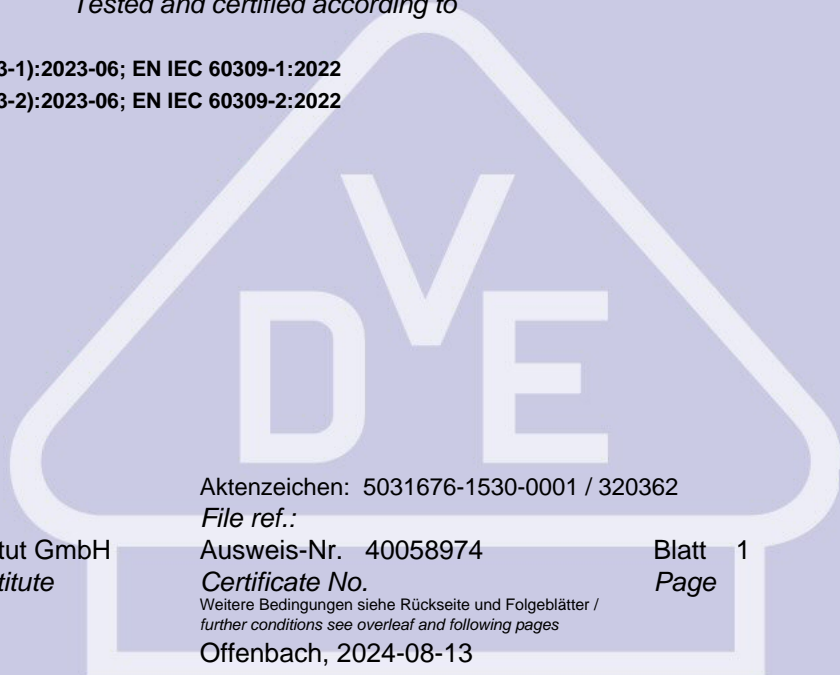 Tested and certified according to
3-1):2023-06; EN IEC 60309-1:2022
3-2):2023-06; EN IEC 60309-2:2022
VDE
Aktenzeichen: 5031676-1530-0001 / 320362
File ref.:
tut GmbH Ausweis-Nr. 40058974 Blatt 1
titute Certificate No. Page
Weitere Bedingungen siehe Rückseite und Folgeblätter /
further conditions see overleaf and following pages
Offenbach, 2024-08-13